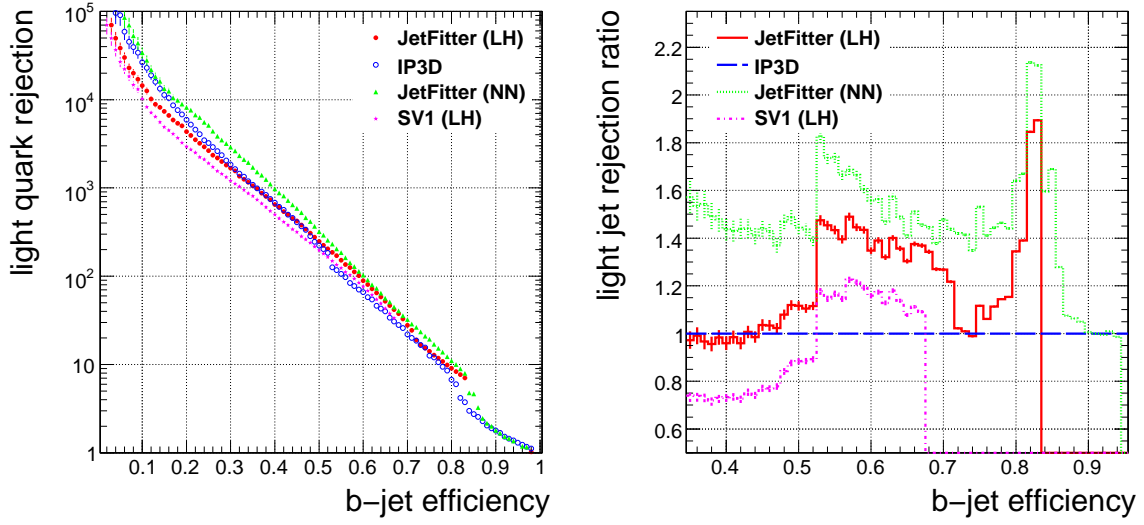 light quark rejection
10^5
10^4
10^3
10^2
10
1
0.1 0.2 0.3 0.4 0.5 0.6 0.7 0.8 0.9 1
b-jet efficiency
JetFitter (LH)
IP3D
JetFitter (NN)
SV1 (LH)
light jet rejection ratio
2.2
2
1.8
1.6
1.4
1.2
1
0.8
0.6
0.4 0.5 0.6 0.7 0.8 0.9
b-jet efficiency
JetFitter (LH)
IP3D
JetFitter (NN)
SV1 (LH)